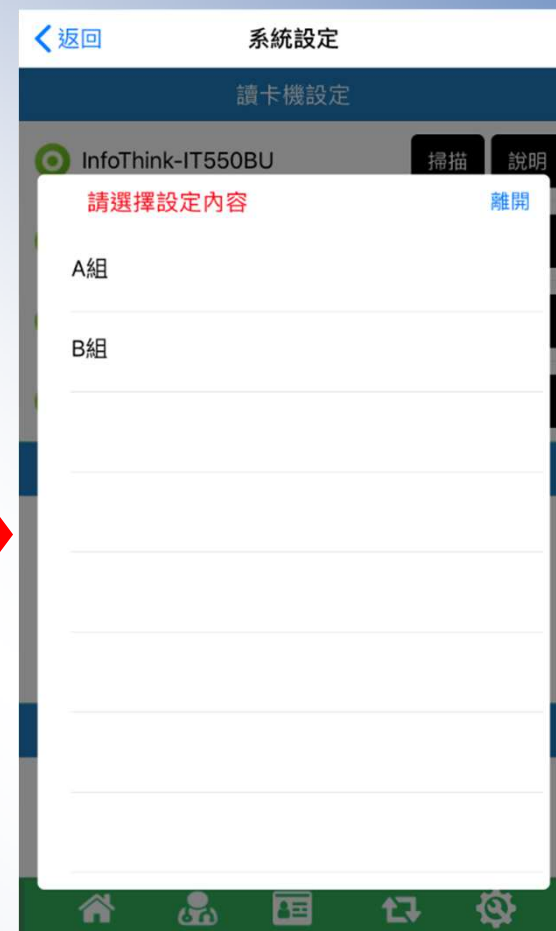 返回
系統設定
讀卡機設定
InfoThink-IT550BU
掃描
說明
請選擇設定內容
離開
A組
B組